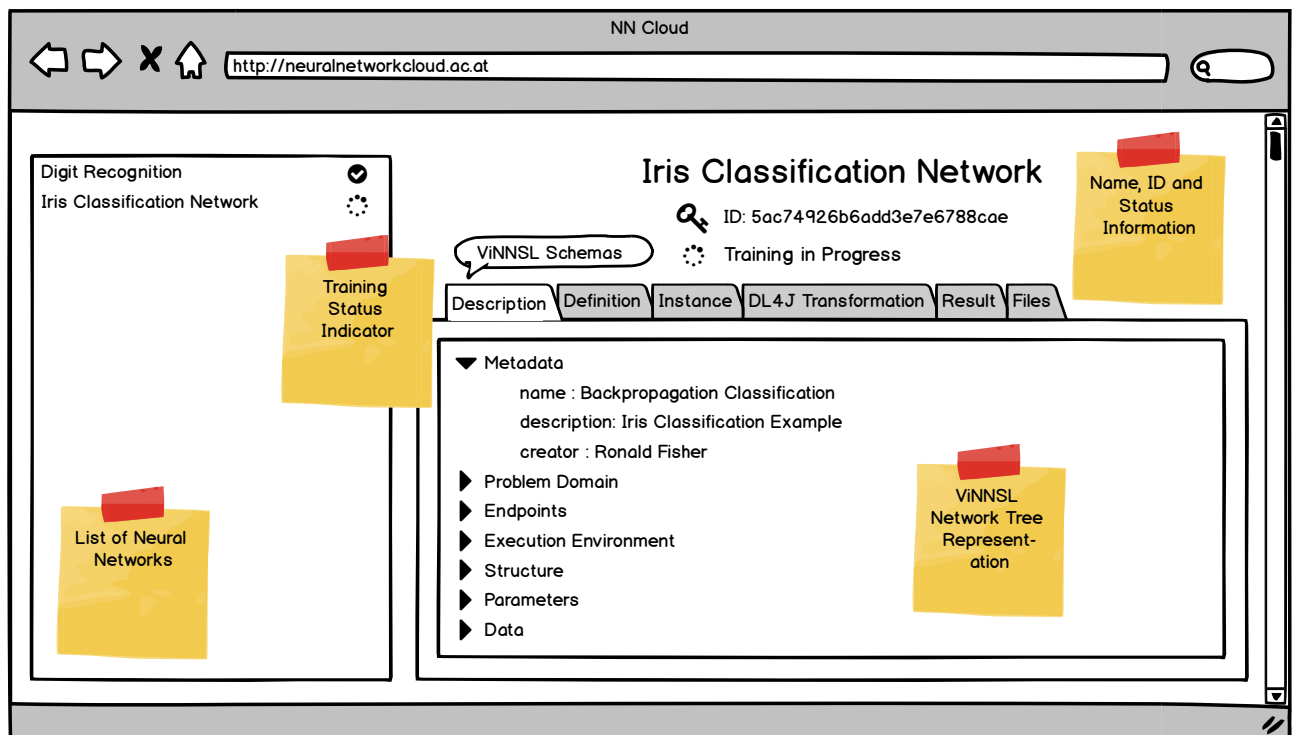 NN Cloud
http://neuralnetworkcloud.ac.at
Digit Recognition
Iris Classification Network
Training
Status
Indicator
List of Neural
Networks
Iris Classification Network
ID: 5ac74926b6add3e7e6788cae
Training in Progress
Name, ID and
Status
Information
ViNNSL Schemas
Description Definition Instance DL4J Transformation Result Files
Metadata
name : Backpropagation Classification
description: Iris Classification Example
creator : Ronald Fisher
Problem Domain
Endpoints
Execution Environment
Structure
Parameters
Data
ViNNSL
Network Tree
Represent-
ation